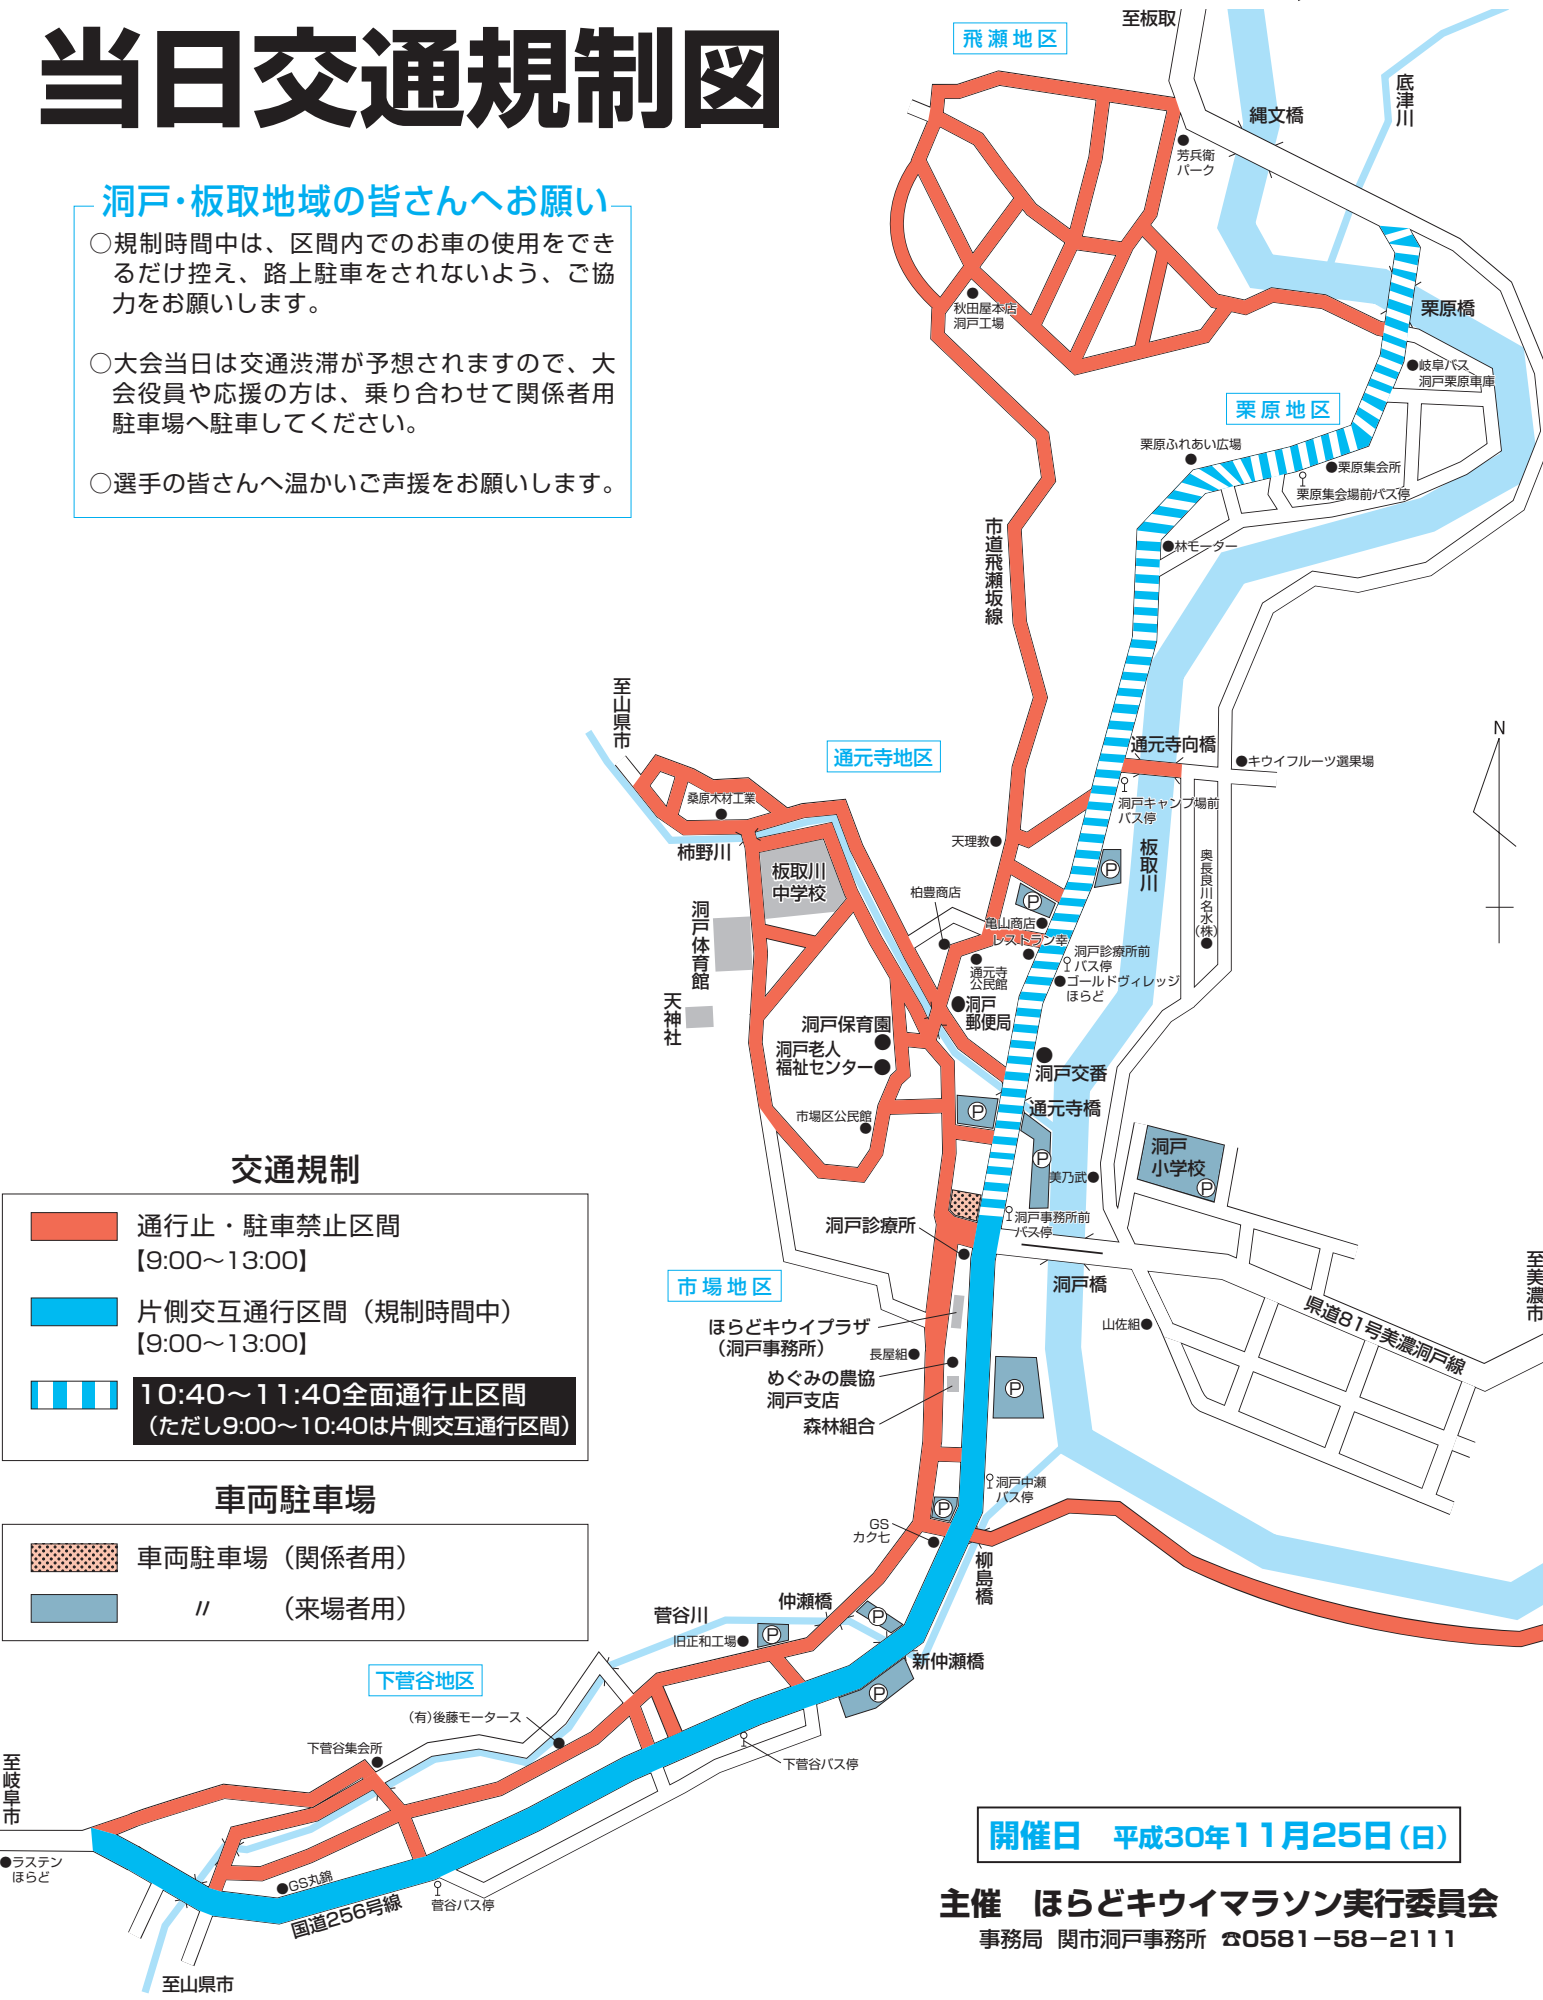 当日交通規制図
洞戸・板取地域の皆さんへお願い
○規制時間中は、区間内でのお車の使用をでき
るだけ控え、路上駐車をされないよう、ご協
力をお願いします。
○大会当日は交通渋滞が予想されますので、大
会役員や応援の方は、乗り合わせて関係者用
駐車場へ駐車してください。
○選手の皆さんへ温かいご声援をお願いします。
至板取
飛瀬地区
底津川
縄文橋
芳兵衛
パーク
秋田屋本店
洞戸工場
栗原橋
岐阜バス
洞戸栗原車庫
栗原地区
栗原ふれあい広場
栗原集会所
栗原集会場前バス停
林モーター
市道飛瀬坂線
至山県市
通元寺地区
通元寺向橋
キウイフルーツ選果場
N
桑原木材工業
洞戸キャンプ場前
バス停
天理教
柿野川
板取川
中学校
板取川
奥長良川名水(株)
P
P
柏豊商店
洞戸体育館
亀山商店
レストラン幸
洞戸診療所前
バス停
通元寺
公民館
ゴールドヴィレッジ
ほらど
天神社
洞戸
郵便局
洞戸保育園
洞戸老人
福祉センター
洞戸交番
市場区公民館
P
通元寺橋
P
美乃武
洞戸
小学校
P
洞戸診療所
洞戸事務所前
バス停
市場地区
洞戸橋
至美濃市
県道81号美濃洞戸線
山佐組
ほらどキウイプラザ
（洞戸事務所）
長屋組
めぐみの農協
洞戸支店
森林組合
P
洞戸中瀬
バス停
P
GS
カク七
柳島橋
仲瀬橋
菅谷川
P
P
旧正和工場
新仲瀬橋
P
下菅谷地区
(有)後藤モータース
下菅谷集会所
下菅谷バス停
至岐阜市
ラステン
ほらど
GS丸錦
国道256号線
菅谷バス停
至山県市
交通規制
通行止・駐車禁止区間
【9:00～13:00】
片側交互通行区間（規制時間中）
【9:00～13:00】
10:40～11:40全面通行止区間
（ただし9:00～10:40は片側交互通行区間）
車両駐車場
車両駐車場（関係者用）
〃　（来場者用）
開催日　平成30年11月25日（日）
主催　ほらどキウイマラソン実行委員会
事務局 関市洞戸事務所 ☎0581－58－2111